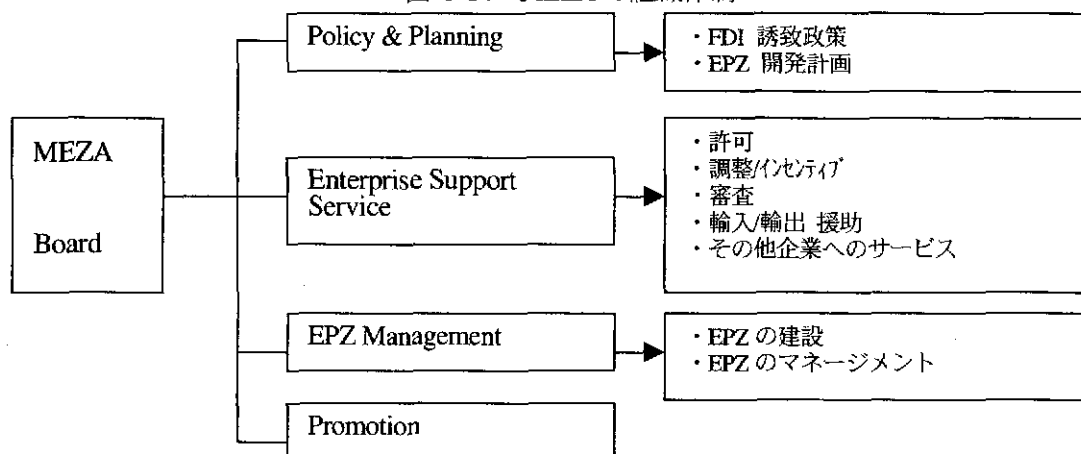 Policy & Planning
・FDI 誘致政策
・EPZ 開発計画
MEZA
Board
Enterprise Support
Service
・許可
・調整/インセンティブ
・審査
・輸入/輸出 援助
・その他企業へのサービス
EPZ Management
・EPZ の建設
・EPZ のマネージメント
Promotion